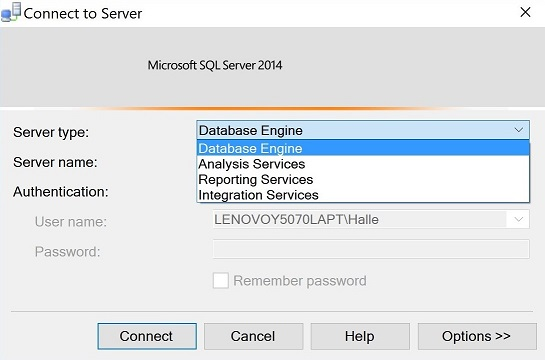 Connect to Server
Microsoft SQL Server 2014
Server type: Database Engine
Database Engine
Server name: Analysis Services
Reporting Services
Authentication: Integration Services
User name: LENOVOY5070LAPT\Halle
Password:
Remember password
Connect Cancel Help Options >>